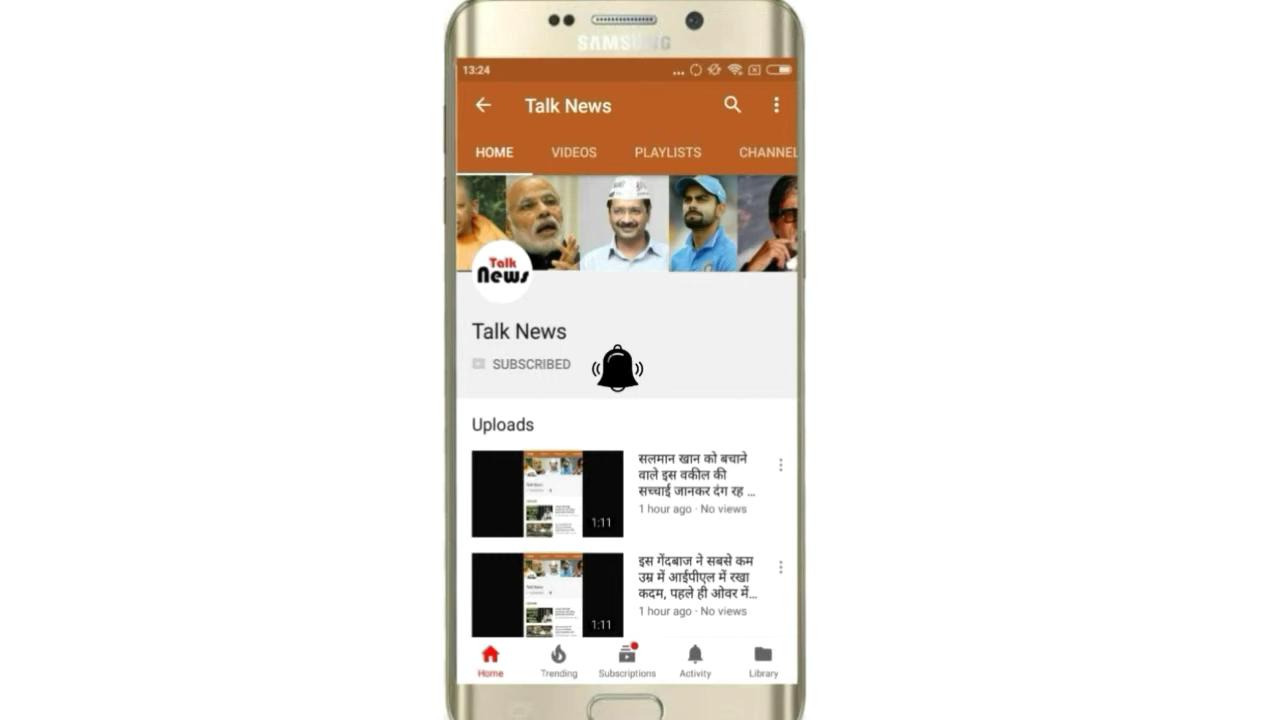 SAMSUNG
13:24
Talk News
HOME VIDEOS PLAYLISTS CHANNEL
Talk
News
Talk News
SUBSCRIBED
Uploads
सलमान खान को बचाने
वाले इस वकील की
सच्चाई जानकर दंग रह ...
1 hour ago · No views
1:11
इस गेंदबाज ने सबसे कम
उम्र में आईपीएल में रखा
कदम, पहले ही ओवर में...
1 hour ago · No views
1:11
Home Trending Subscriptions Activity Library